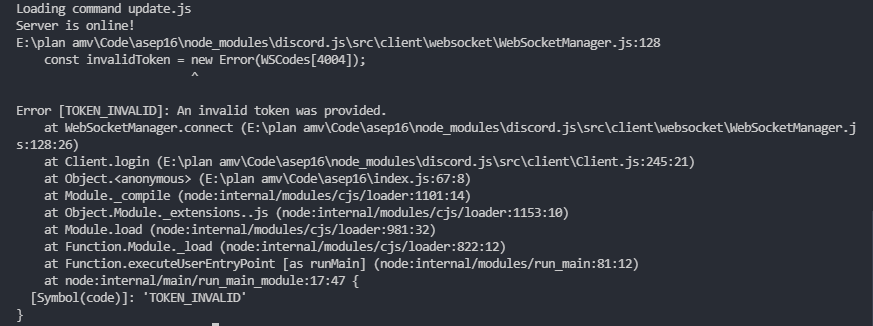 Loading command update.js
Server is online!
E:\plan amv\Code\asep16\node_modules\discord.js\src\client\websocket\WebSocketManager.js:128
    const invalidToken = new Error(WSCodes[4004]);
                         ^
Error [TOKEN_INVALID]: An invalid token was provided.
    at WebSocketManager.connect (E:\plan amv\Code\asep16\node_modules\discord.js\src\client\websocket\WebSocketManager.j
s:128:26)
    at Client.login (E:\plan amv\Code\asep16\node_modules\discord.js\src\client\Client.js:245:21)
    at Object.<anonymous> (E:\plan amv\Code\asep16\index.js:67:8)
    at Module._compile (node:internal/modules/cjs/loader:1101:14)
    at Object.Module._extensions..js (node:internal/modules/cjs/loader:1153:10)
    at Module.load (node:internal/modules/cjs/loader:981:32)
    at Function.Module._load (node:internal/modules/cjs/loader:822:12)
    at Function.executeUserEntryPoint [as runMain] (node:internal/modules/run_main:81:12)
    at node:internal/main/run_main_module:17:47 {
  [Symbol(code)]: 'TOKEN_INVALID'
}